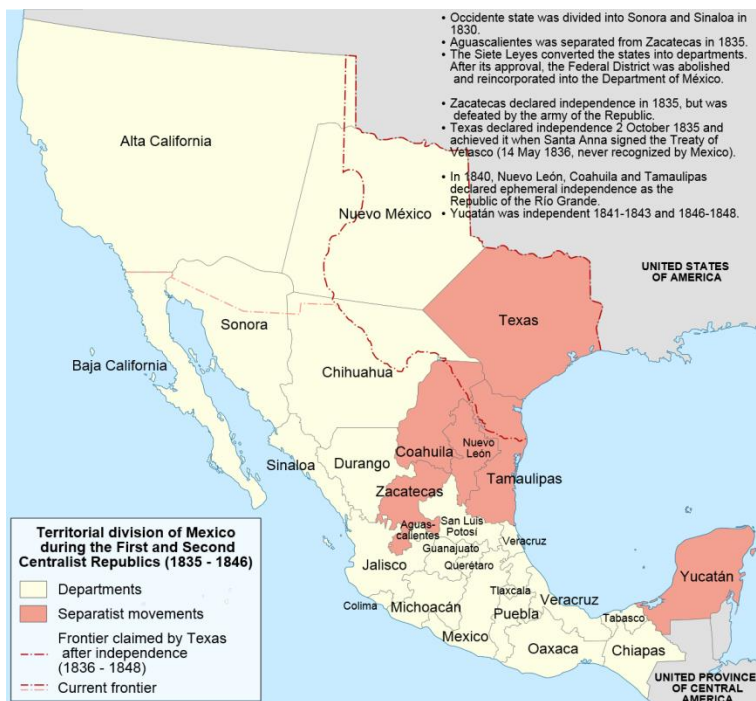 • Occidente state was divided into Sonora and Sinaloa in
1830.
• Aguascalientes was separated from Zacatecas in 1835.
• The Siete Leyes converted the states into departments.
After its approval, the Federal District was abolished
and reincorporated into the Department of México.
• Zacatecas declared independence in 1835, but was
defeated by the army of the Republic.
• Texas declared independence 2 October 1835 and
achieved it when Santa Anna signed the Treaty of
Velasco (14 May 1836, never recognized by Mexico).
• In 1840, Nuevo León, Coahuila and Tamaulipas
declared ephemeral independence as the
Republic of the Río Grande.
• Yucatán was independent 1841-1843 and 1846-1848.
Alta California
Nuevo México
UNITED STATES
OF AMERICA
Texas
Sonora
Baja California
Chihuahua
Sinaloa
Durango
Coahuila
Nuevo
León
Tamaulipas
Zacatecas
Aguas-
calientes
San Luis
Potosí
Veracruz
Guanajuato
Jalisco
Querétaro
Colima
Michoacán
Tlaxcala
Puebla
Veracruz
Mexico
Oaxaca
Tabasco
Chiapas
Yucatán
UNITED PROVINCE
OF CENTRAL
AMERICA
Territorial division of Mexico
during the First and Second
Centralist Republics (1835 - 1846)
Departments
Separatist movements
Frontier claimed by Texas
after independence
(1836 - 1848)
Current frontier